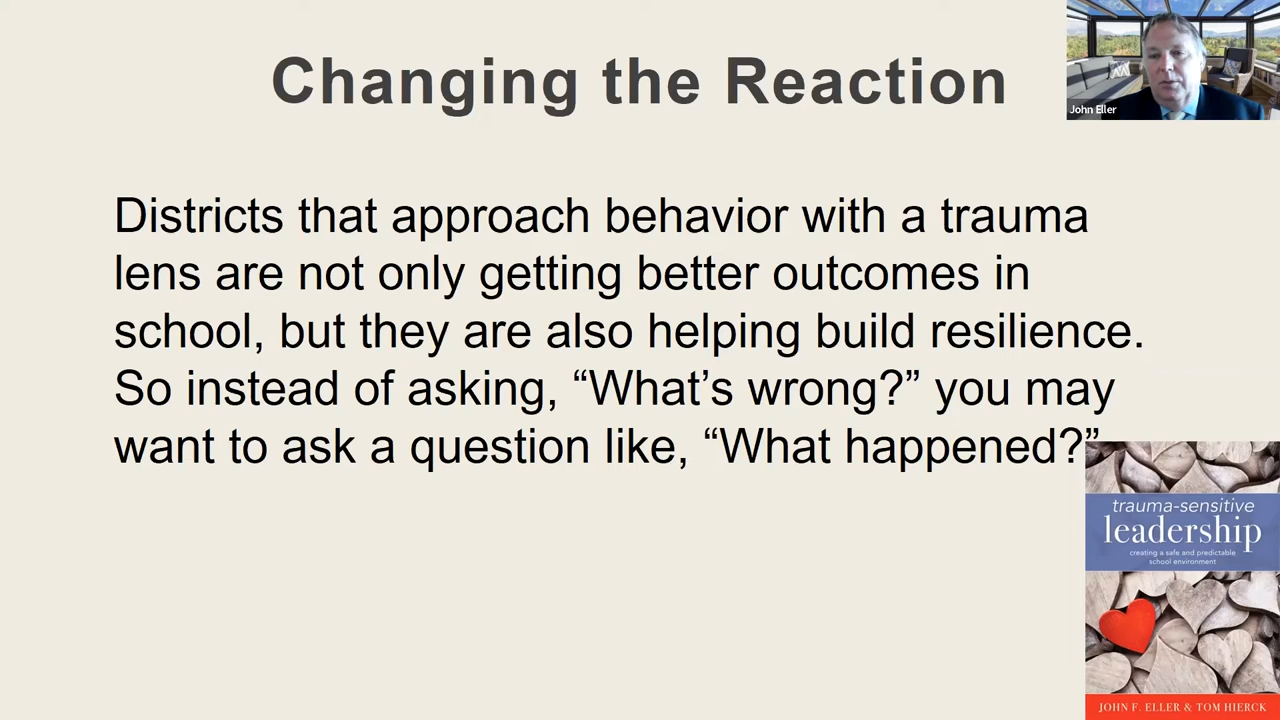 Changing the Reaction
John Eller
Districts that approach behavior with a trauma
lens are not only getting better outcomes in
school, but they are also helping build resilience.
So instead of asking, “What’s wrong?” you may
want to ask a question like, “What happened?”
trauma-sensitive
leadership
creating a safe and predictable
school environment
JOHN F. ELLER & TOM HIERCK